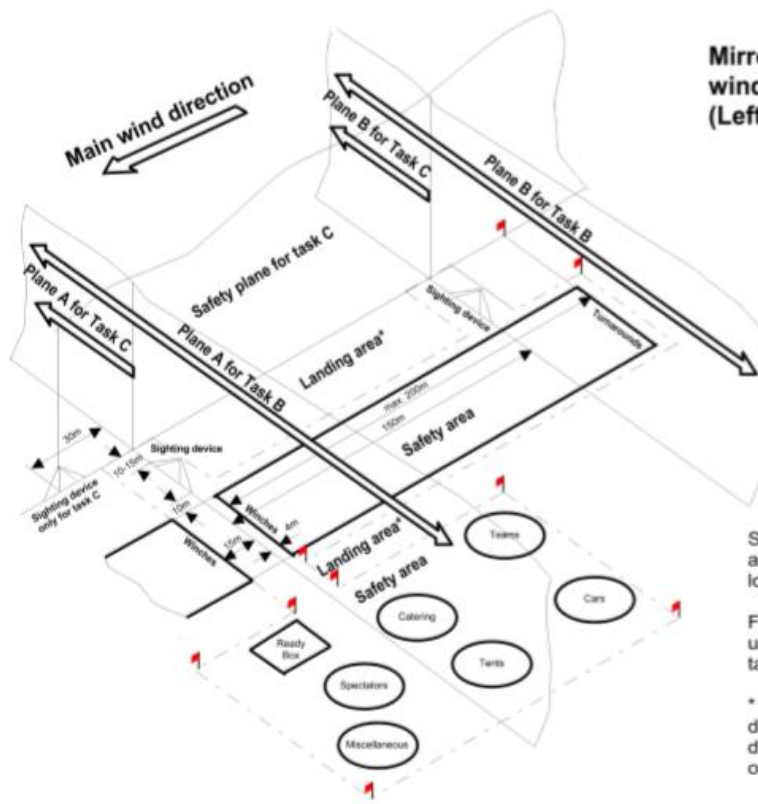 Mirr
wind
(Left
Main wind direction
Plane B for Task C
Plane B for Task B
Safety plane for task C
Plane A for Task C
Plane A for Task B
Sighting device
Turnarounds
Landing area*
max. 200m
150m
Safety area
30m
10-15m
Sighting device
Sighting device
only for task C
10m
Winches
4m
15m
Winches
Landing area*
Safety area
Teams
Cars
Catering
Tents
Ready
Box
Spectators
Miscellaneous
S
a
lo
F
u
ta
*
d
d
o